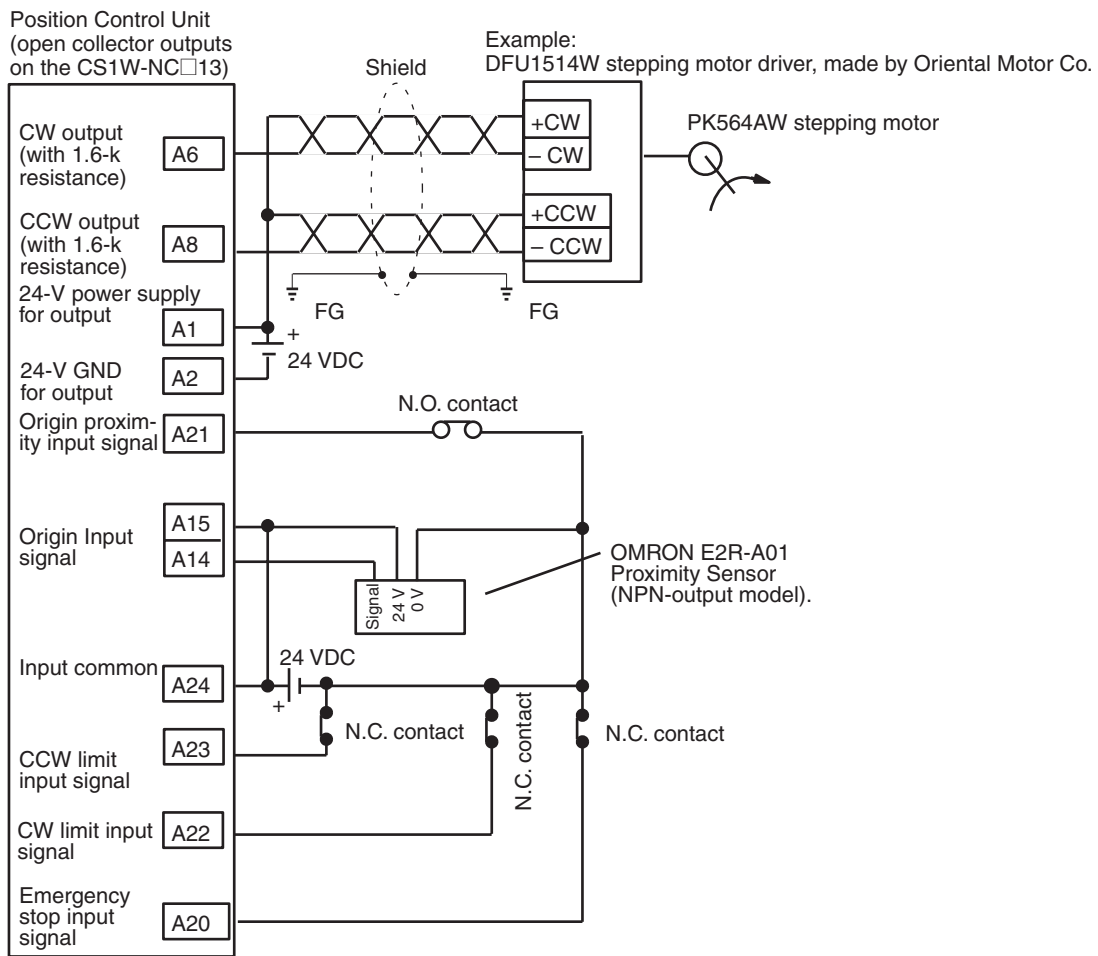 Position Control Unit
(open collector outputs
on the CS1W-NC□13)
Shield
Example:
DFU1514W stepping motor driver, made by Oriental Motor Co.
CW output
(with 1.6-k
resistance)
A6
+CW
– CW
PK564AW stepping motor
CCW output
(with 1.6-k
resistance)
A8
+CCW
– CCW
FG
FG
24-V power supply
for output
A1
+
24 VDC
24-V GND
for output
A2
Origin proxim-
ity input signal
A21
N.O. contact
Origin Input
signal
A15
A14
Signal
24 V
0 V
OMRON E2R-A01
Proximity Sensor
(NPN-output model).
Input common
A24
24 VDC
+
CCW limit
input signal
A23
N.C. contact
N.C. contact
N.C. contact
CW limit input
signal
A22
Emergency
stop input
signal
A20